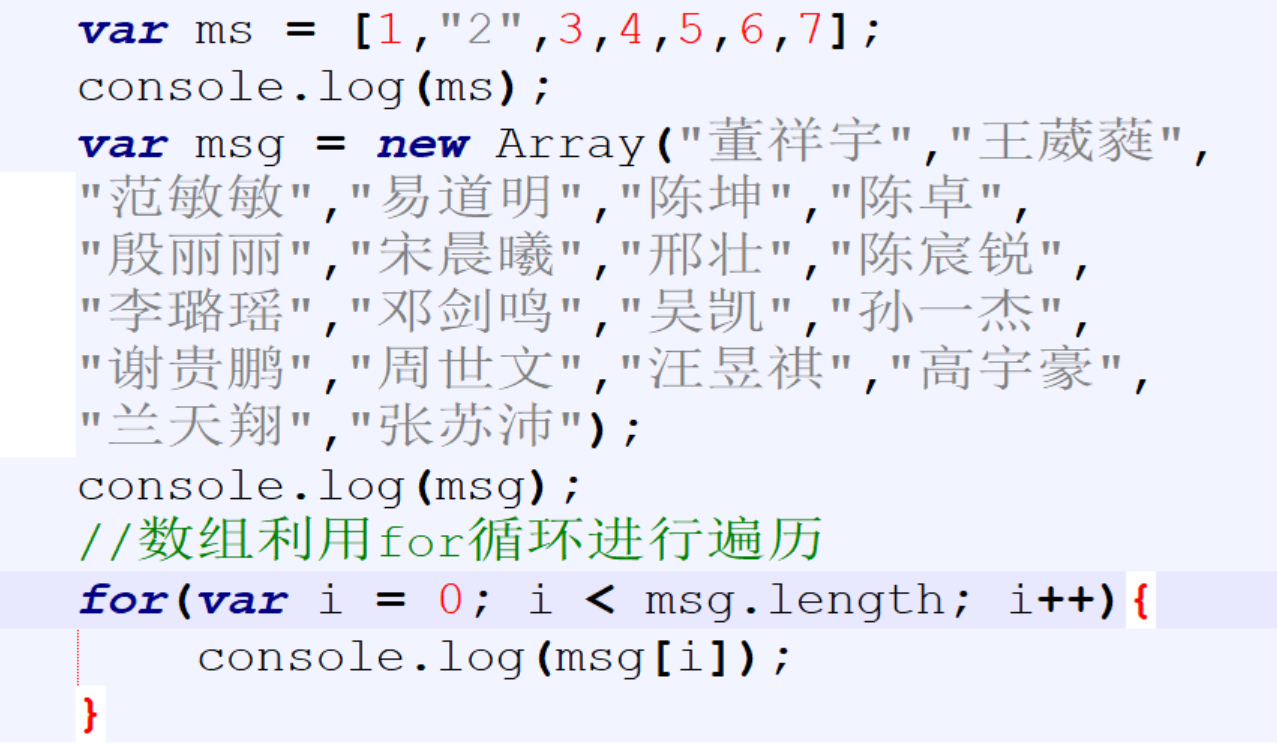 var ms = [1,"2",3,4,5,6,7];
console.log(ms);
var msg = new Array("董祥宇","王葳蕤",
"范敏敏","易道明","陈坤","陈卓",
"殷丽丽","宋晨曦","邢壮","陈宸锐",
"李璐瑶","邓剑鸣","吴凯","孙一杰",
"谢贵鹏","周世文","汪昱祺","高宇豪",
"兰天翔","张苏沛");
console.log(msg);
//数组利用for循环进行遍历
for(var i = 0; i < msg.length; i++){
console.log(msg[i]);
}